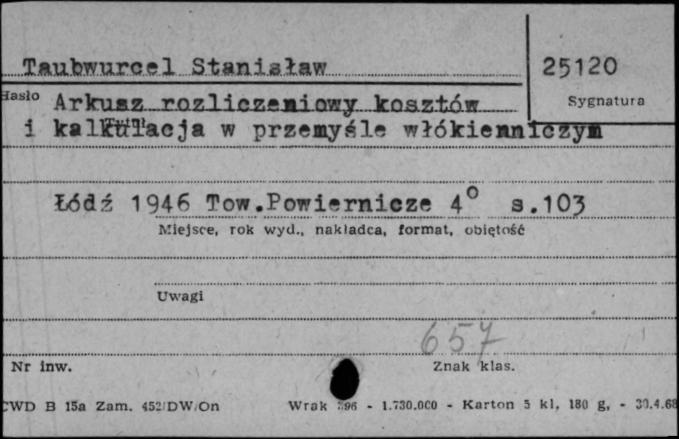 Taubwurcel Stanisław
25120
Hasło
Sygnatura
Arkusz rozliczeniowy kosztów
i kalkulacja w przemyśle włókienniczym
Tytuł
Łódź 1946 Tow.Powiernicze 4° s.103
Miejsce, rok wyd., nakładca, format, objętość
Uwagi
657
Nr inw.
Znak klas.
CWD B 15a Zam. 452/DW/On Wrak 396 - 1.730.000 - Karton 5 kl. 180 g, - 30.4.68